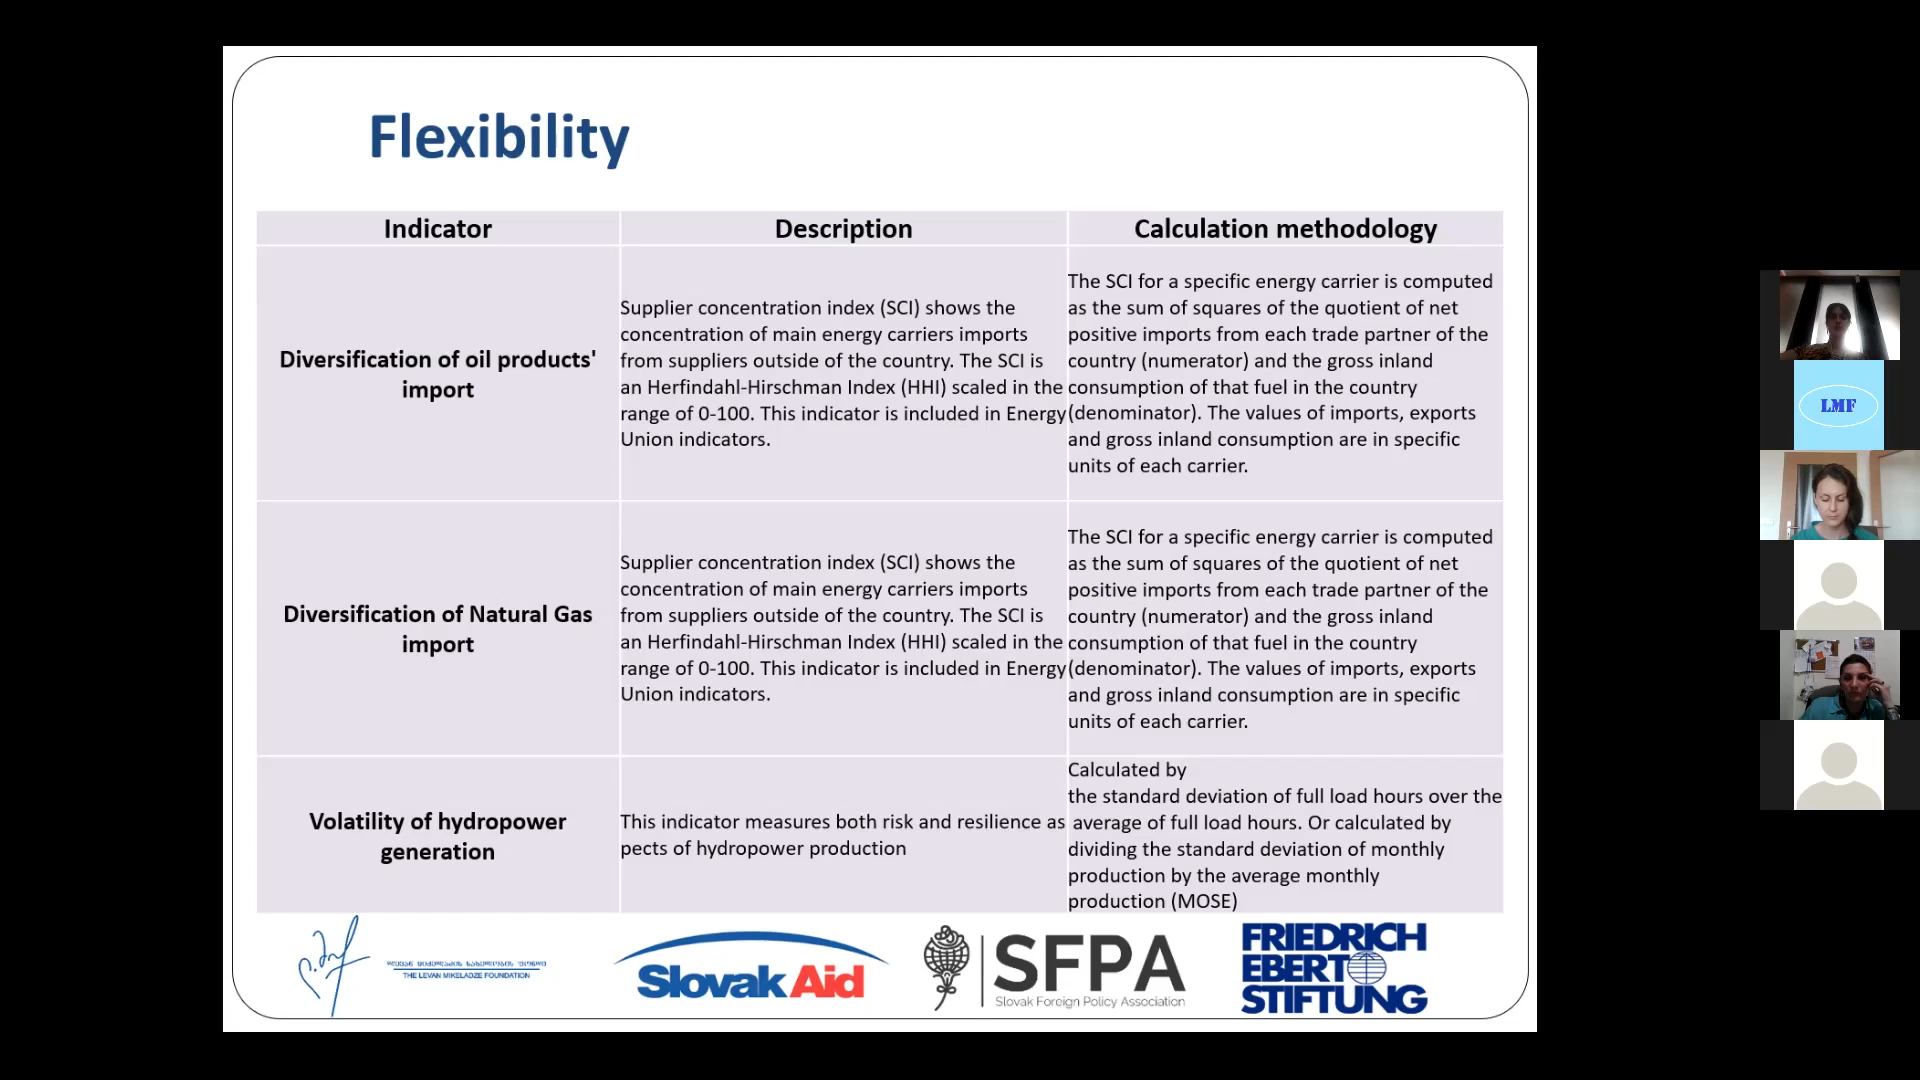 Flexibility
Indicator
Description
Calculation methodology
Diversification of oil products'
import
Supplier concentration index (SCI) shows the
concentration of main energy carriers imports
from suppliers outside of the country. The SCI is
an Herfindahl-Hirschman Index (HHI) scaled in the
range of 0-100. This indicator is included in Energy
Union indicators.
The SCI for a specific energy carrier is computed
as the sum of squares of the quotient of net
positive imports from each trade partner of the
country (numerator) and the gross inland
consumption of that fuel in the country
(denominator). The values of imports, exports
and gross inland consumption are in specific
units of each carrier.
Diversification of Natural Gas
import
Supplier concentration index (SCI) shows the
concentration of main energy carriers imports
from suppliers outside of the country. The SCI is
an Herfindahl-Hirschman Index (HHI) scaled in the
range of 0-100. This indicator is included in Energy
Union indicators.
The SCI for a specific energy carrier is computed
as the sum of squares of the quotient of net
positive imports from each trade partner of the
country (numerator) and the gross inland
consumption of that fuel in the country
(denominator). The values of imports, exports
and gross inland consumption are in specific
units of each carrier.
Volatility of hydropower
generation
This indicator measures both risk and resilience as
pects of hydropower production
Calculated by
the standard deviation of full load hours over the
average of full load hours. Or calculated by
dividing the standard deviation of monthly
production by the average monthly
production (MOSE)
THE LEVAN MIKELADZE FOUNDATION
SlovakAid
SFPA
Slovak Foreign Policy Association
FRIEDRICH
EBERT
STIFTUNG
LMF